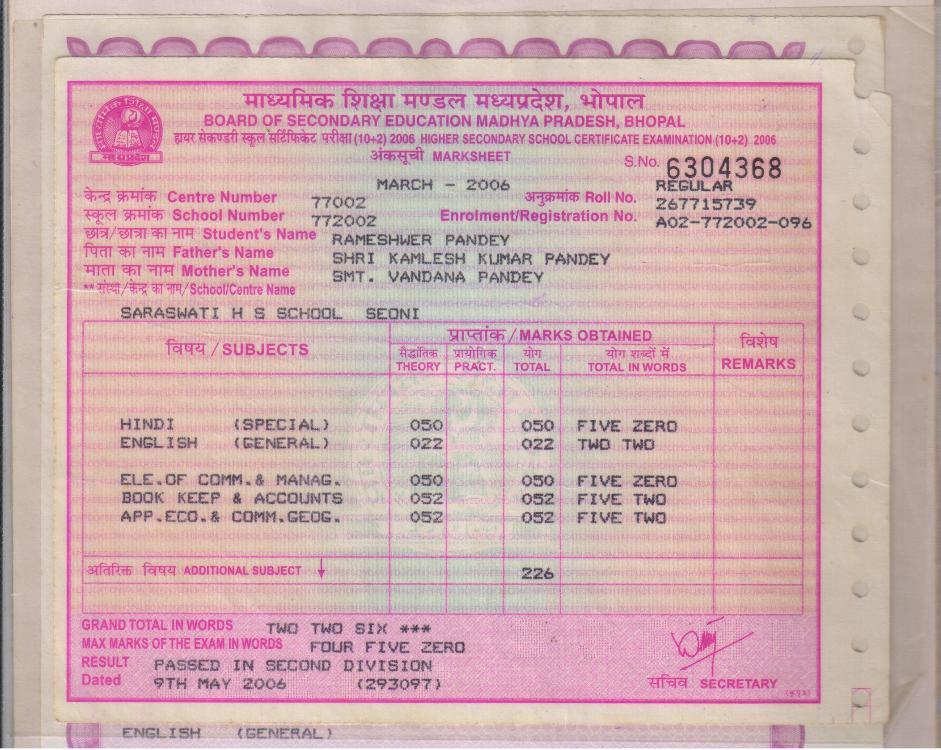 माध्यमिक शिक्षा मण्डल मध्यप्रदेश, भोपाल
BOARD OF SECONDARY EDUCATION MADHYA PRADESH, BHOPAL
हायर सेकण्डरी स्कूल सर्टिफिकेट परीक्षा (10+2) 2006 HIGHER SECONDARY SCHOOL CERTIFICATE EXAMINATION (10+2) 2006
अंकसूची MARKSHEET
मध्यप्रदेश
S.No. 6304368
MARCH - 2006 REGULAR
केन्द्र क्रमांक Centre Number 77002 अनुक्रमांक Roll No. 267715739
स्कूल क्रमांक School Number 772002 Enrolment/Registration No. A02-772002-096
छात्र/छात्रा का नाम Student's Name RAMESHWER PANDEY
पिता का नाम Father's Name SHRI KAMLESH KUMAR PANDEY
माता का नाम Mother's Name SMT. VANDANA PANDEY
** संस्था/केन्द्र का नाम/School/Centre Name
SARASWATI H S SCHOOL SEONI
विषय / SUBJECTS प्राप्तांक / MARKS OBTAINED विशेष
सैद्धांतिक प्रायोगिक योग योग शब्दों में
THEORY PRACT. TOTAL TOTAL IN WORDS REMARKS
HINDI (SPECIAL) 050 050 FIVE ZERO
ENGLISH (GENERAL) 022 022 TWO TWO
ELE.OF COMM.& MANAG. 050 050 FIVE ZERO
BOOK KEEP & ACCOUNTS 052 052 FIVE TWO
APP.ECO.& COMM.GEOG. 052 052 FIVE TWO
अतिरिक्त विषय ADDITIONAL SUBJECT ↓ 226
GRAND TOTAL IN WORDS TWO TWO SIX ***
MAX MARKS OF THE EXAM IN WORDS FOUR FIVE ZERO
RESULT PASSED IN SECOND DIVISION
Dated 9TH MAY 2006 (293097)
सचिव SECRETARY
ENGLISH (GENERAL)